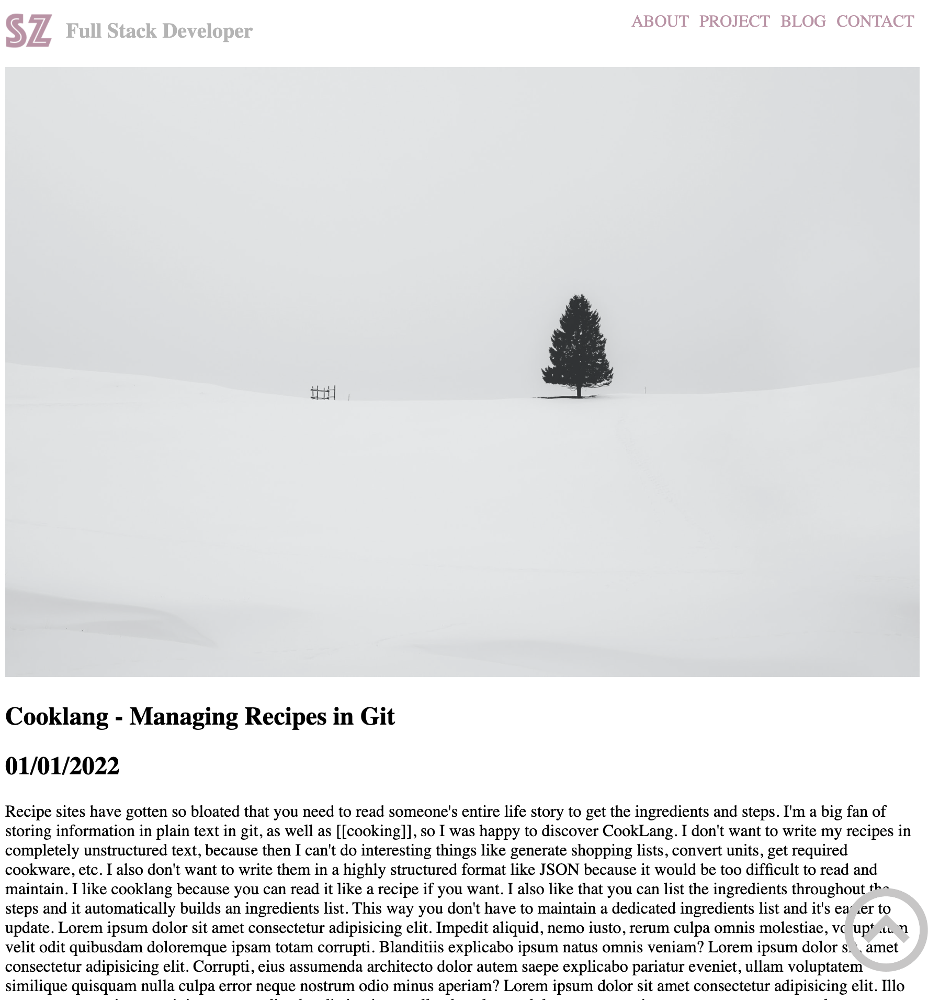 SZ Full Stack Developer
ABOUT PROJECT BLOG CONTACT
Cooklang - Managing Recipes in Git
01/01/2022
Recipe sites have gotten so bloated that you need to read someone's entire life story to get the ingredients and steps. I'm a big fan of
storing information in plain text in git, as well as [[cooking]], so I was happy to discover CookLang. I don't want to write my recipes in
completely unstructured text, because then I can't do interesting things like generate shopping lists, convert units, get required
cookware, etc. I also don't want to write them in a highly structured format like JSON because it would be too difficult to read and
maintain. I like cooklang because you can read it like a recipe if you want. I also like that you can list the ingredients throughout the
steps and it automatically builds an ingredients list. This way you don't have to maintain a dedicated ingredients list and it's easier to
update. Lorem ipsum dolor sit amet consectetur adipisicing elit. Impedit aliquid, nemo iusto, rerum culpa omnis molestiae, voluptatum
velit odit quibusdam doloremque ipsam totam corrupti. Blanditiis explicabo ipsum natus omnis veniam? Lorem ipsum dolor sit, amet
consectetur adipisicing elit. Corrupti, eius assumenda architecto dolor autem saepe explicabo pariatur eveniet, ullam voluptatem
similique quisquam nulla culpa error neque nostrum odio minus aperiam? Lorem ipsum dolor sit amet consectetur adipisicing elit. Illo